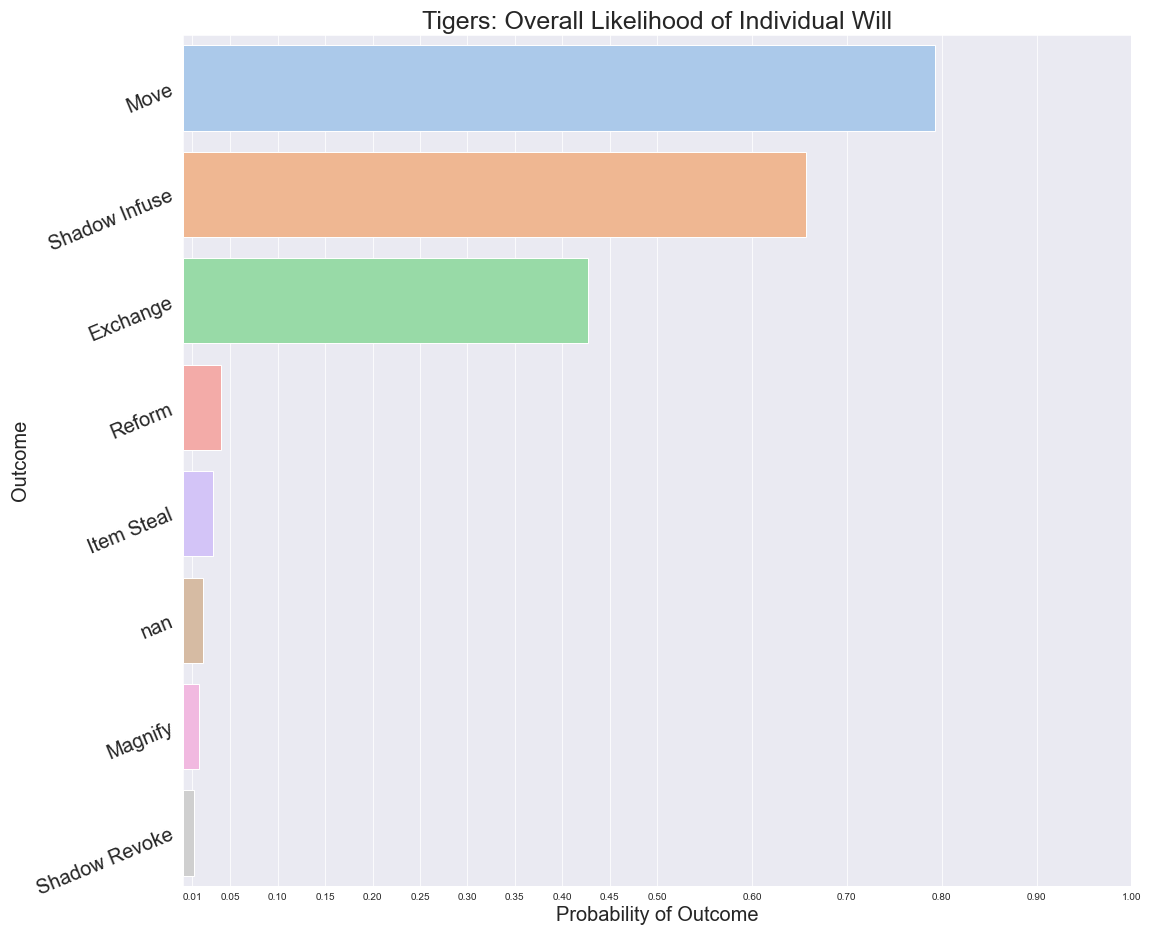 Tigers: Overall Likelihood of Individual Will
Move
Shadow Infuse
Exchange
Reform
Item Steal
nan
Magnify
Shadow Revoke
Outcome
0.01 0.05 0.10 0.15 0.20 0.25 0.30 0.35 0.40 0.45 0.50 0.60 0.70 0.80 0.90 1.00
Probability of Outcome